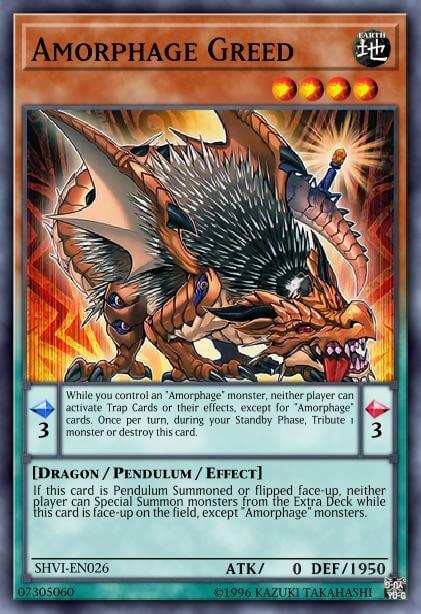 AMORPHAGE GREED
EARTH
地
While you control an "Amorphage" monster, neither player can
activate Trap Cards or their effects, except for "Amorphage"
cards. Once per turn, during your Standby Phase, Tribute 1
monster or destroy this card.
3
3
[DRAGON / PENDULUM / EFFECT]
If this card is Pendulum Summoned or flipped face-up, neither
player can Special Summon monsters from the Extra Deck while
this card is face-up on the field, except "Amorphage" monsters.
SHVI-EN026
ATK/ 0 DEF/1950
07305060
©1996 KAZUKI TAKAHASHI